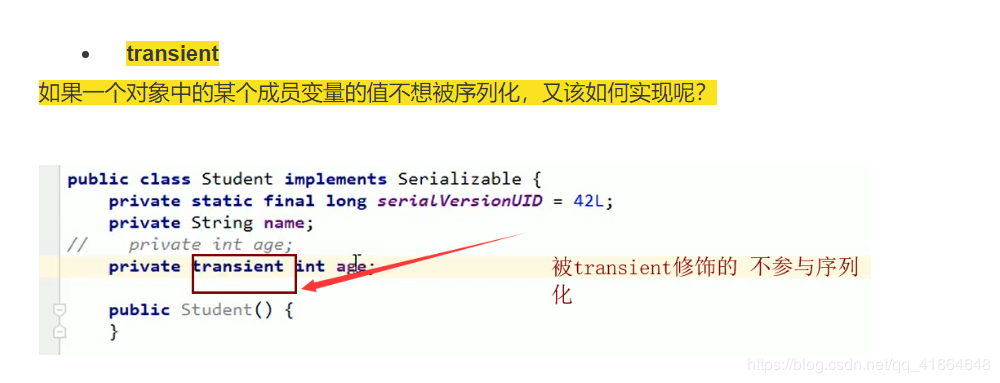 transient
如果一个对象中的某个成员变量的值不想被序列化，又该如何实现呢？
public class Student implements Serializable {
private static final long serialVersionUID = 42L;
private String name;
// private int age;
private transient int age;
被transient修饰的 不参与序列
化
public Student() {
}
https://blog.csdn.net/qq_41864648